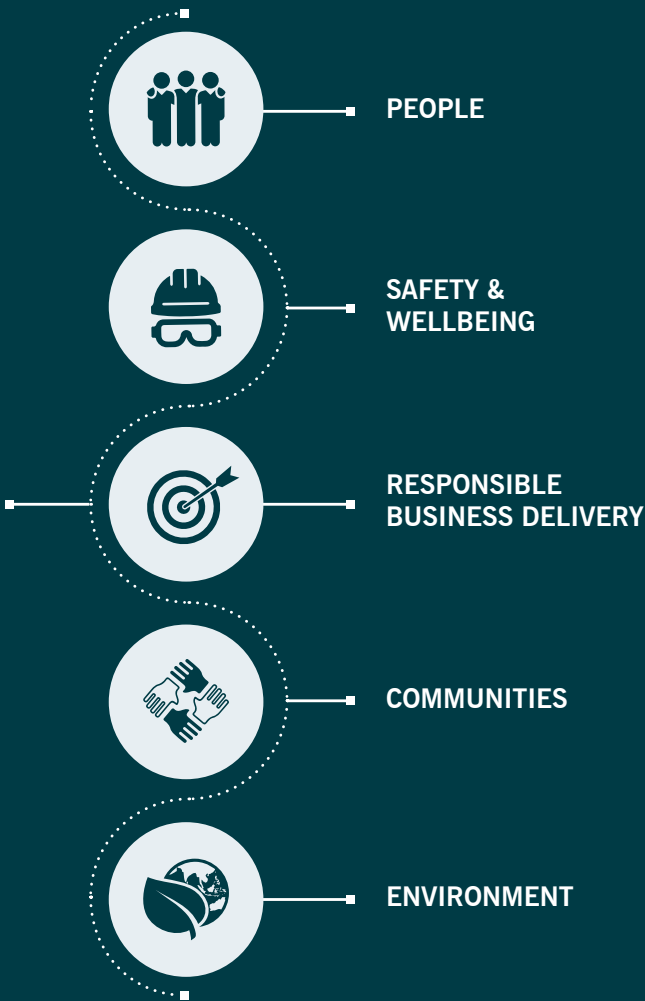 PEOPLE
SAFETY &
WELLBEING
RESPONSIBLE
BUSINESS DELIVERY
COMMUNITIES
ENVIRONMENT